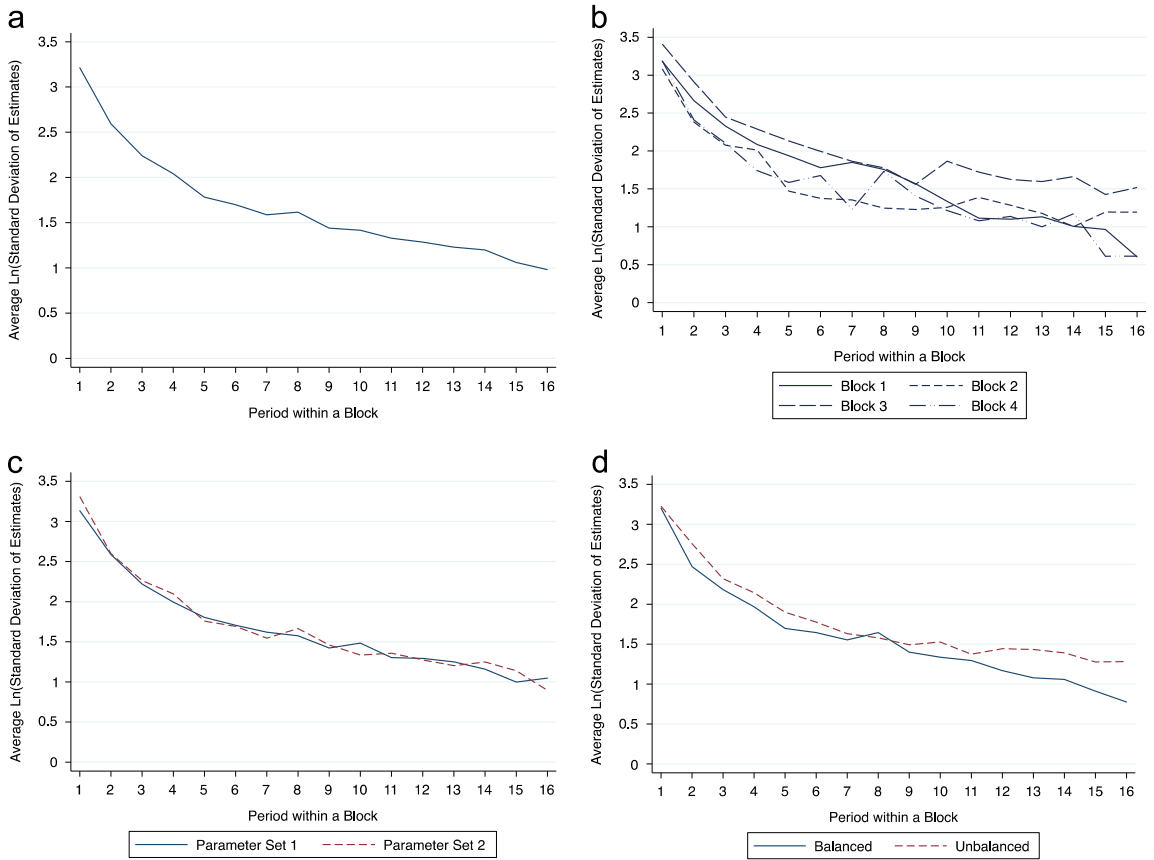 a
Average Ln(Standard Deviation of Estimates)
3.5
3
2.5
2
1.5
1
0.5
0
1 2 3 4 5 6 7 8 9 10 11 12 13 14 15 16
Period within a Block
b
Average Ln(Standard Deviation of Estimates)
3.5
3
2.5
2
1.5
1
0.5
0
1 2 3 4 5 6 7 8 9 10 11 12 13 14 15 16
Period within a Block
Block 1 Block 2
Block 3 Block 4
c
Average Ln(Standard Deviation of Estimates)
3.5
3
2.5
2
1.5
1
0.5
0
1 2 3 4 5 6 7 8 9 10 11 12 13 14 15 16
Period within a Block
Parameter Set 1 Parameter Set 2
d
Average Ln(Standard Deviation of Estimates)
3.5
3
2.5
2
1.5
1
0.5
0
1 2 3 4 5 6 7 8 9 10 11 12 13 14 15 16
Period within a Block
Balanced Unbalanced